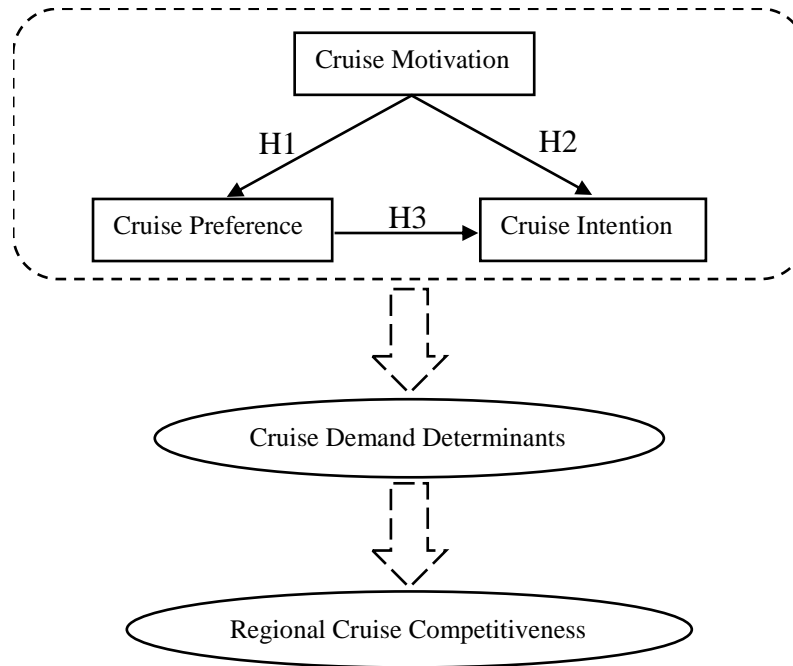 Cruise Motivation
H1
H2
Cruise Preference
H3
Cruise Intention
Cruise Demand Determinants
Regional Cruise Competitiveness